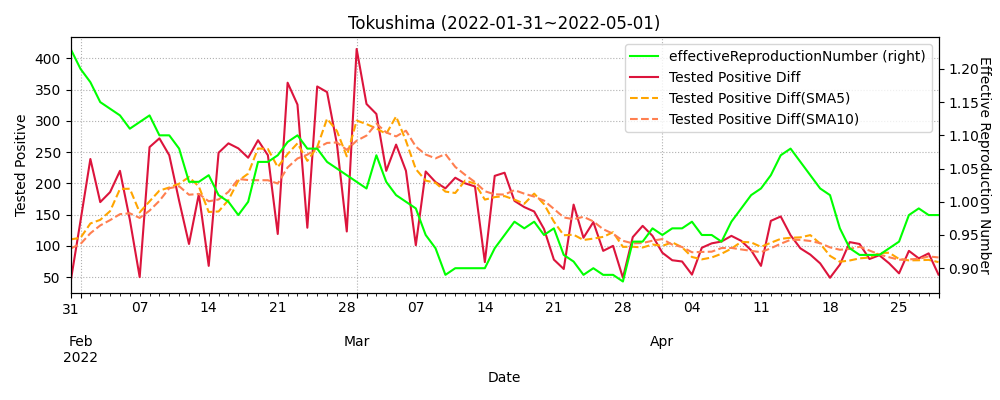 Tokushima (2022-01-31~2022-05-01)
effectiveReproductionNumber (right)
Tested Positive Diff
Tested Positive Diff(SMA5)
Tested Positive Diff(SMA10)
Tested Positive
400
350
300
250
200
150
100
50
1.20
1.15
1.10
1.05
1.00
0.95
0.90
Effective Reproduction Number
31 07 14 21 28 07 14 21 28 04 11 18 25
Feb Mar Apr
2022
Date